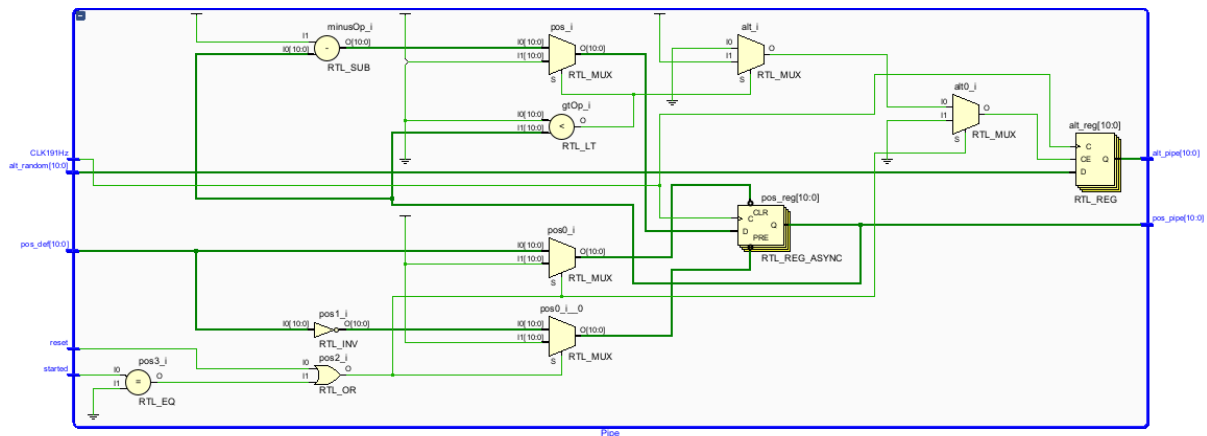 minusOp_i
I1
I0[10:0]
-
O[10:0]
RTL_SUB
pos_i
I0[10:0]
I1[10:0]
O[10:0]
S
RTL_MUX
alt_i
I0
I1
O
S
RTL_MUX
gtOp_i
I0[10:0]
I1[10:0]
<
O
RTL_LT
alt0_i
I0
I1
O
S
RTL_MUX
alt_reg[10:0]
C
CE
D
Q
RTL_REG
CLK191Hz
alt_random[10:0]
alt_pipe[10:0]
pos_reg[10:0]
CLR
C
D
Q
PRE
RTL_REG_ASYNC
pos_pipe[10:0]
pos_def[10:0]
pos0_i
I0[10:0]
I1[10:0]
O[10:0]
S
RTL_MUX
pos1_i
I0[10:0]
O[10:0]
RTL_INV
pos0_i__0
I0[10:0]
I1[10:0]
O[10:0]
S
RTL_MUX
reset
started
pos3_i
I0
I1
=
O
RTL_EQ
pos2_i
I0
I1
O
RTL_OR
Pipe